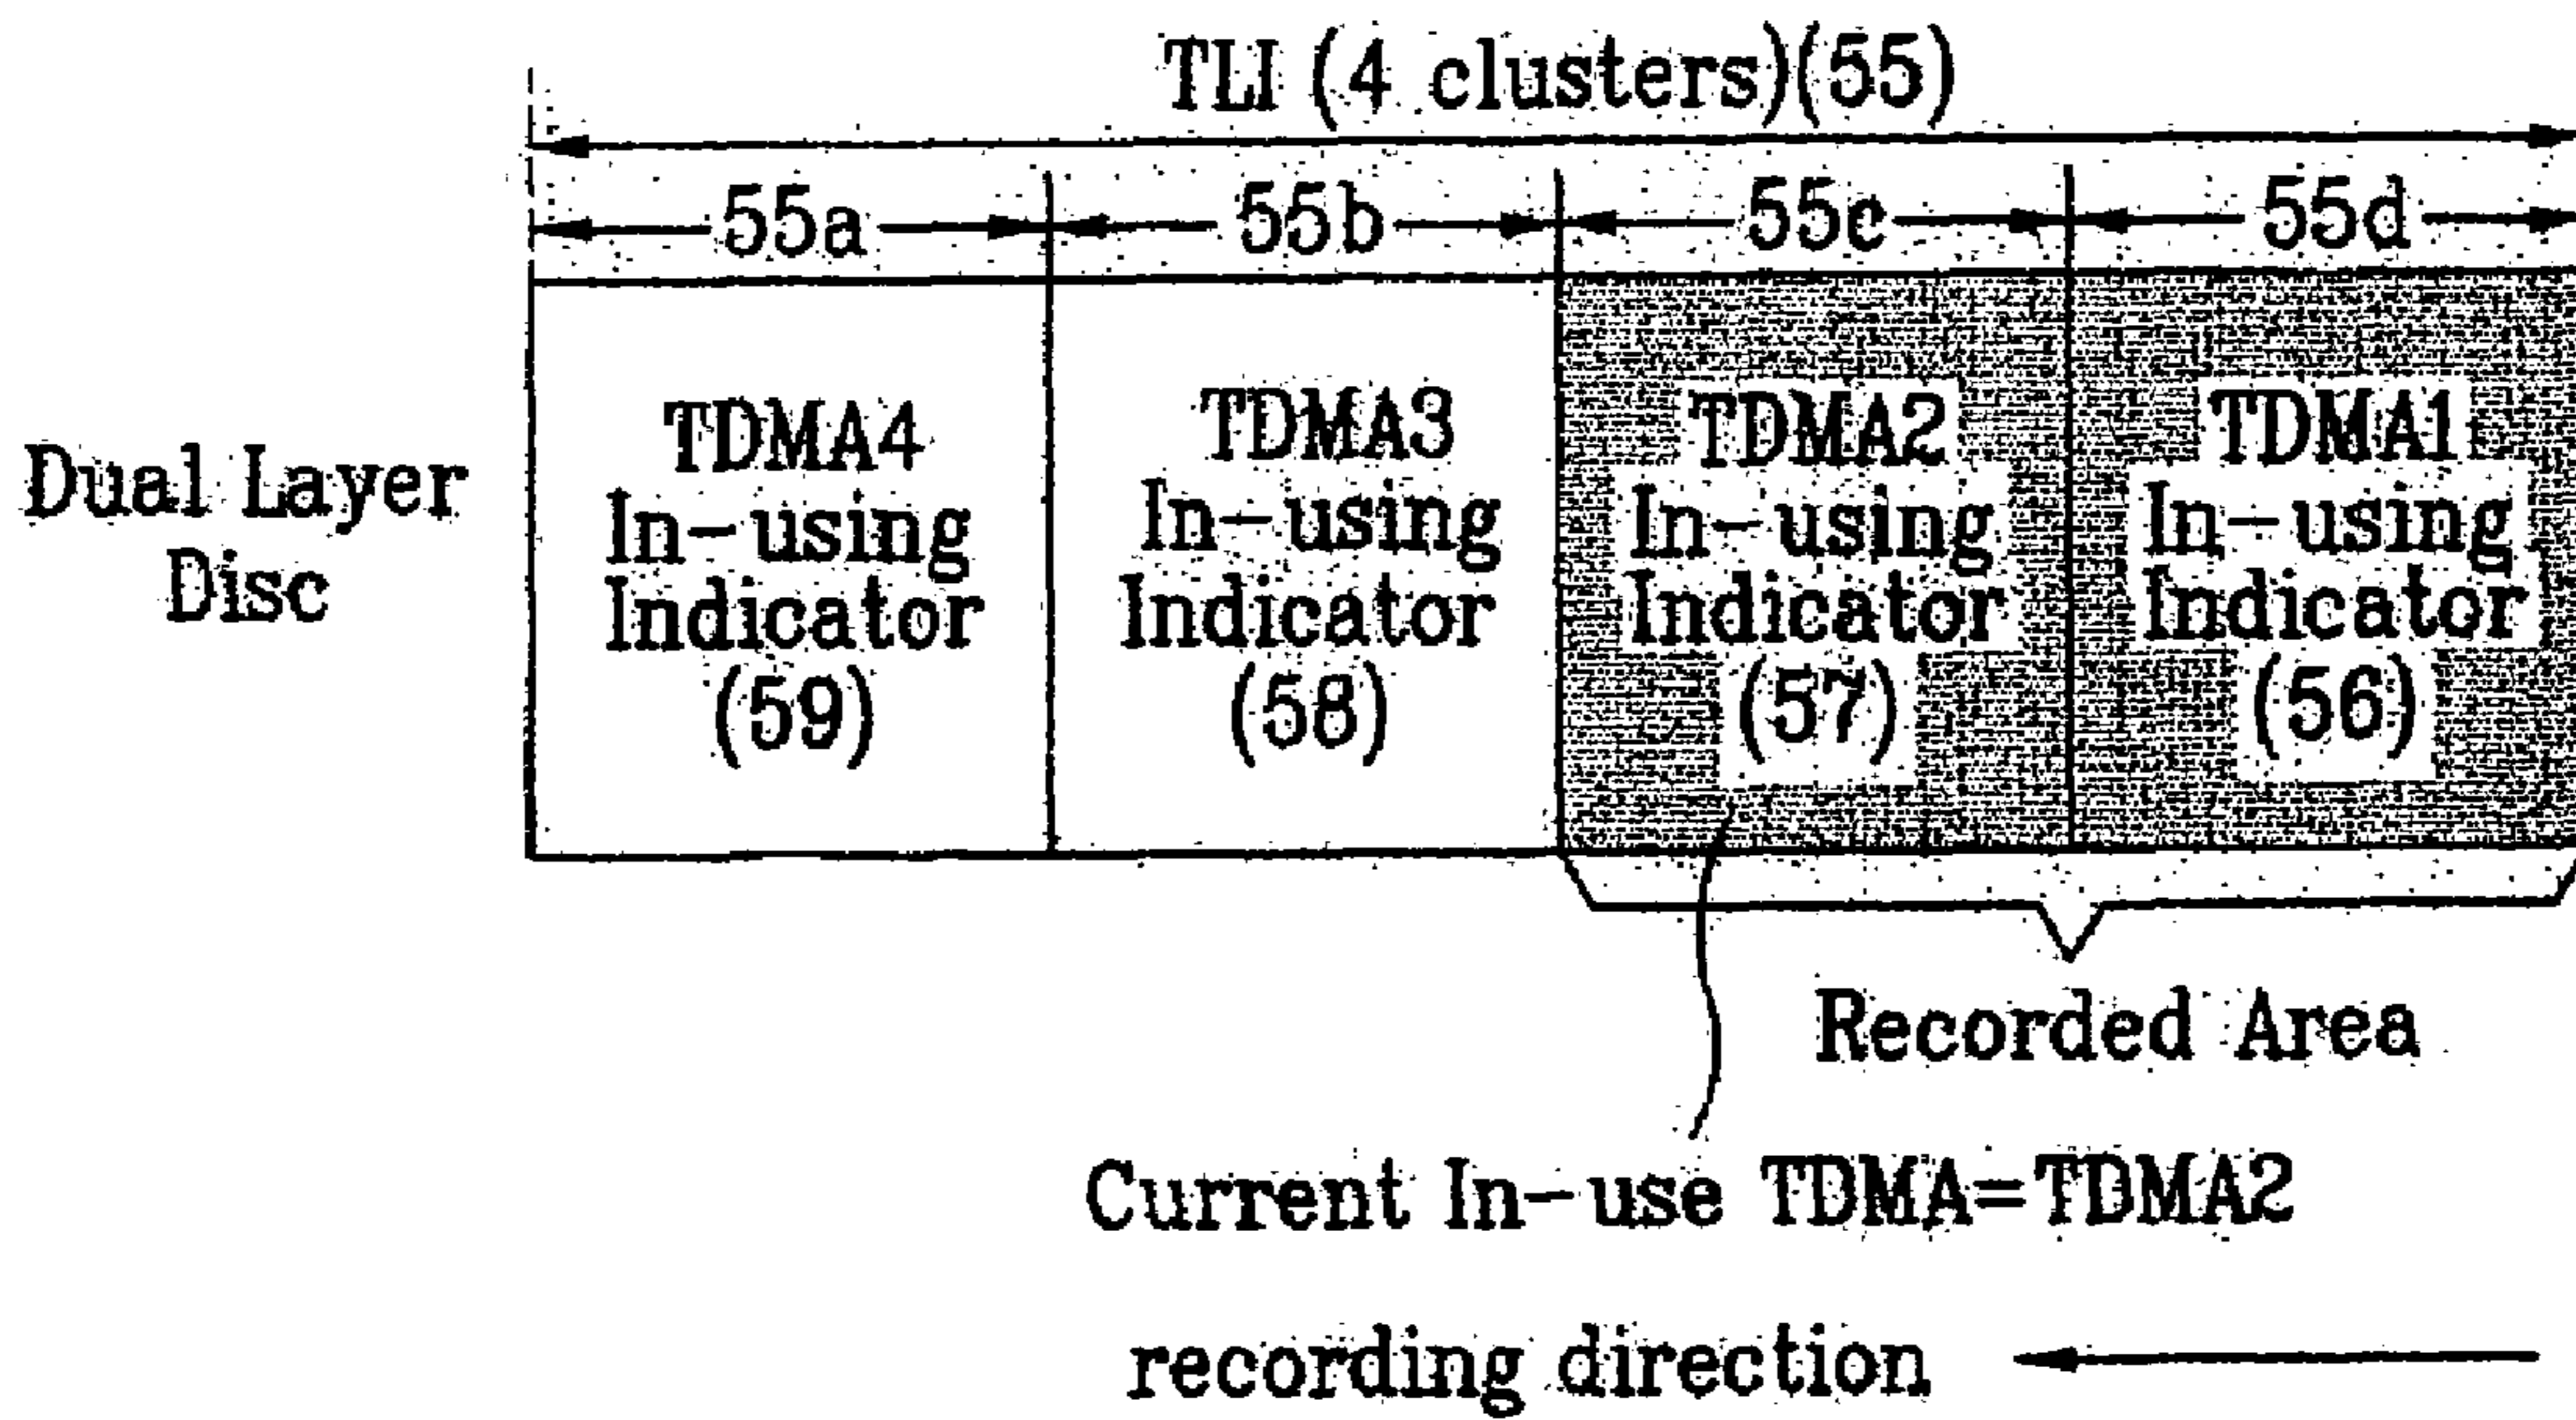 TLI (4 clusters)(55)
55a 55b 55c 55d
Dual Layer
Disc
TDMA4
In-using
Indicator
(59)
TDMA3
In-using
Indicator
(58)
TDMA2
In-using
Indicator
(57)
TDMA1
In-using
Indicator
(56)
Recorded Area
Current In-use TDMA=TDMA2
recording direction